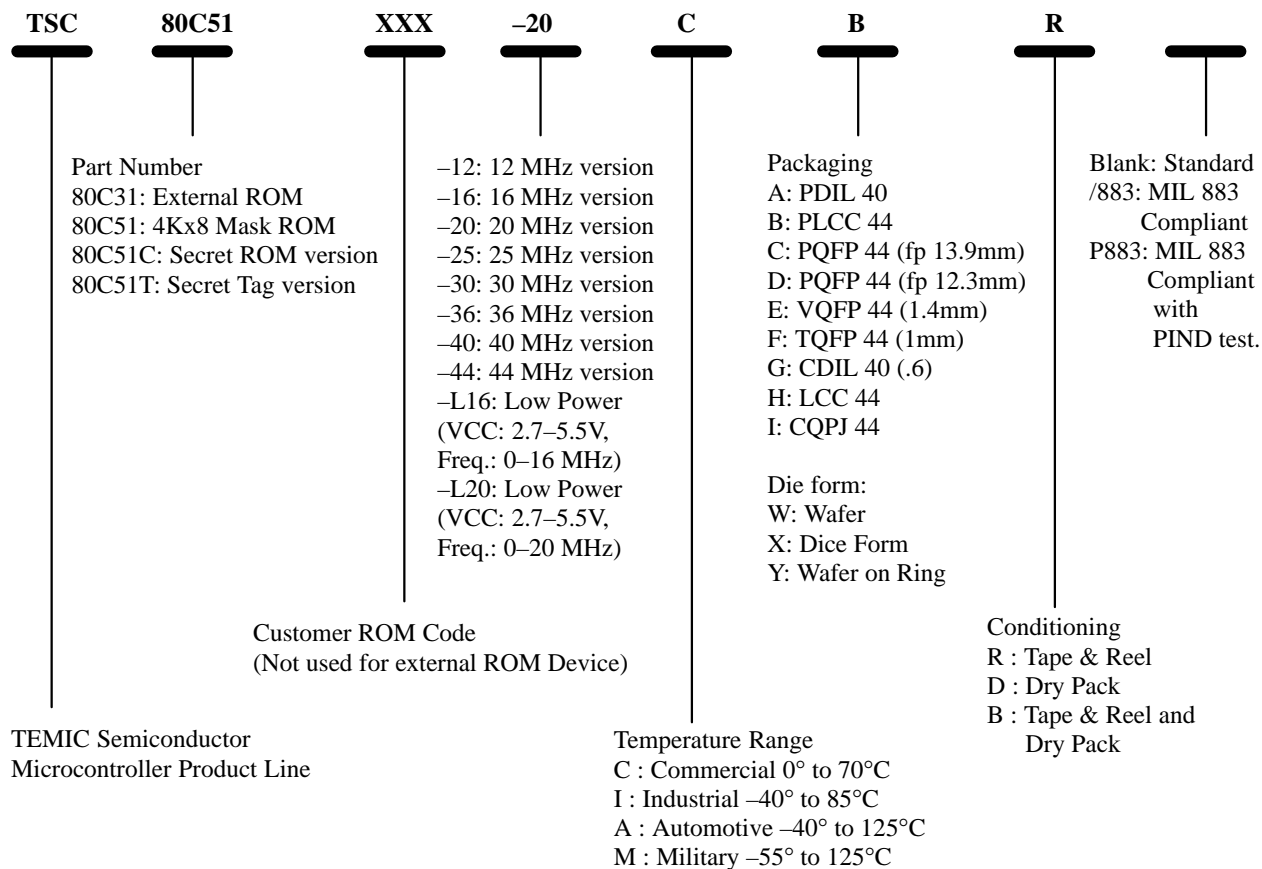 TSC 80C51 XXX –20 C B R
Part Number
80C31: External ROM
80C51: 4Kx8 Mask ROM
80C51C: Secret ROM version
80C51T: Secret Tag version
–12: 12 MHz version
–16: 16 MHz version
–20: 20 MHz version
–25: 25 MHz version
–30: 30 MHz version
–36: 36 MHz version
–40: 40 MHz version
–44: 44 MHz version
–L16: Low Power
(VCC: 2.7–5.5V,
Freq.: 0–16 MHz)
–L20: Low Power
(VCC: 2.7–5.5V,
Freq.: 0–20 MHz)
Packaging
A: PDIL 40
B: PLCC 44
C: PQFP 44 (fp 13.9mm)
D: PQFP 44 (fp 12.3mm)
E: VQFP 44 (1.4mm)
F: TQFP 44 (1mm)
G: CDIL 40 (.6)
H: LCC 44
I: CQPJ 44
Die form:
W: Wafer
X: Dice Form
Y: Wafer on Ring
Blank: Standard
/883: MIL 883
Compliant
P883: MIL 883
Compliant
with
PIND test.
Customer ROM Code
(Not used for external ROM Device)
Conditioning
R : Tape & Reel
D : Dry Pack
B : Tape & Reel and
Dry Pack
TEMIC Semiconductor
Microcontroller Product Line
Temperature Range
C : Commercial 0° to 70°C
I : Industrial –40° to 85°C
A : Automotive –40° to 125°C
M : Military –55° to 125°C